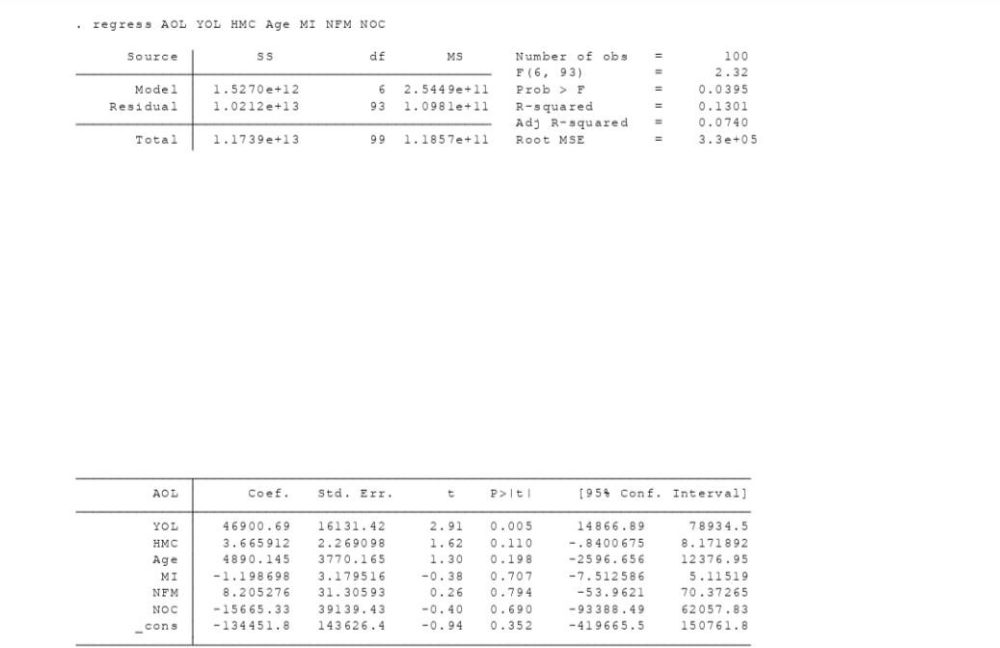 . regress AOL YOL HMC Age MI NFM NOC
Source SS df MS Number of obs = 100
F(6, 93) = 2.32
Model 1.5270e+12 6 2.5449e+11 Prob > F = 0.0395
Residual 1.0212e+13 93 1.0981e+11 R-squared = 0.1301
Adj R-squared = 0.0740
Total 1.1739e+13 99 1.1857e+11 Root MSE = 3.3e+05
AOL Coef. Std. Err. t P>|t| [95% Conf. Interval]
YOL 46900.69 16131.42 2.91 0.005 14866.89 78934.5
HMC 3.665912 2.269098 1.62 0.110 -.8400675 8.171892
Age 4890.145 3770.165 1.30 0.198 -2596.656 12376.95
MI -1.198698 3.179516 -0.38 0.707 -7.512586 5.11519
NFM 8.205276 31.30593 0.26 0.794 -53.9621 70.37265
NOC -15665.33 39139.43 -0.40 0.690 -93388.49 62057.83
_cons -134451.8 143626.4 -0.94 0.352 -419665.5 150761.8